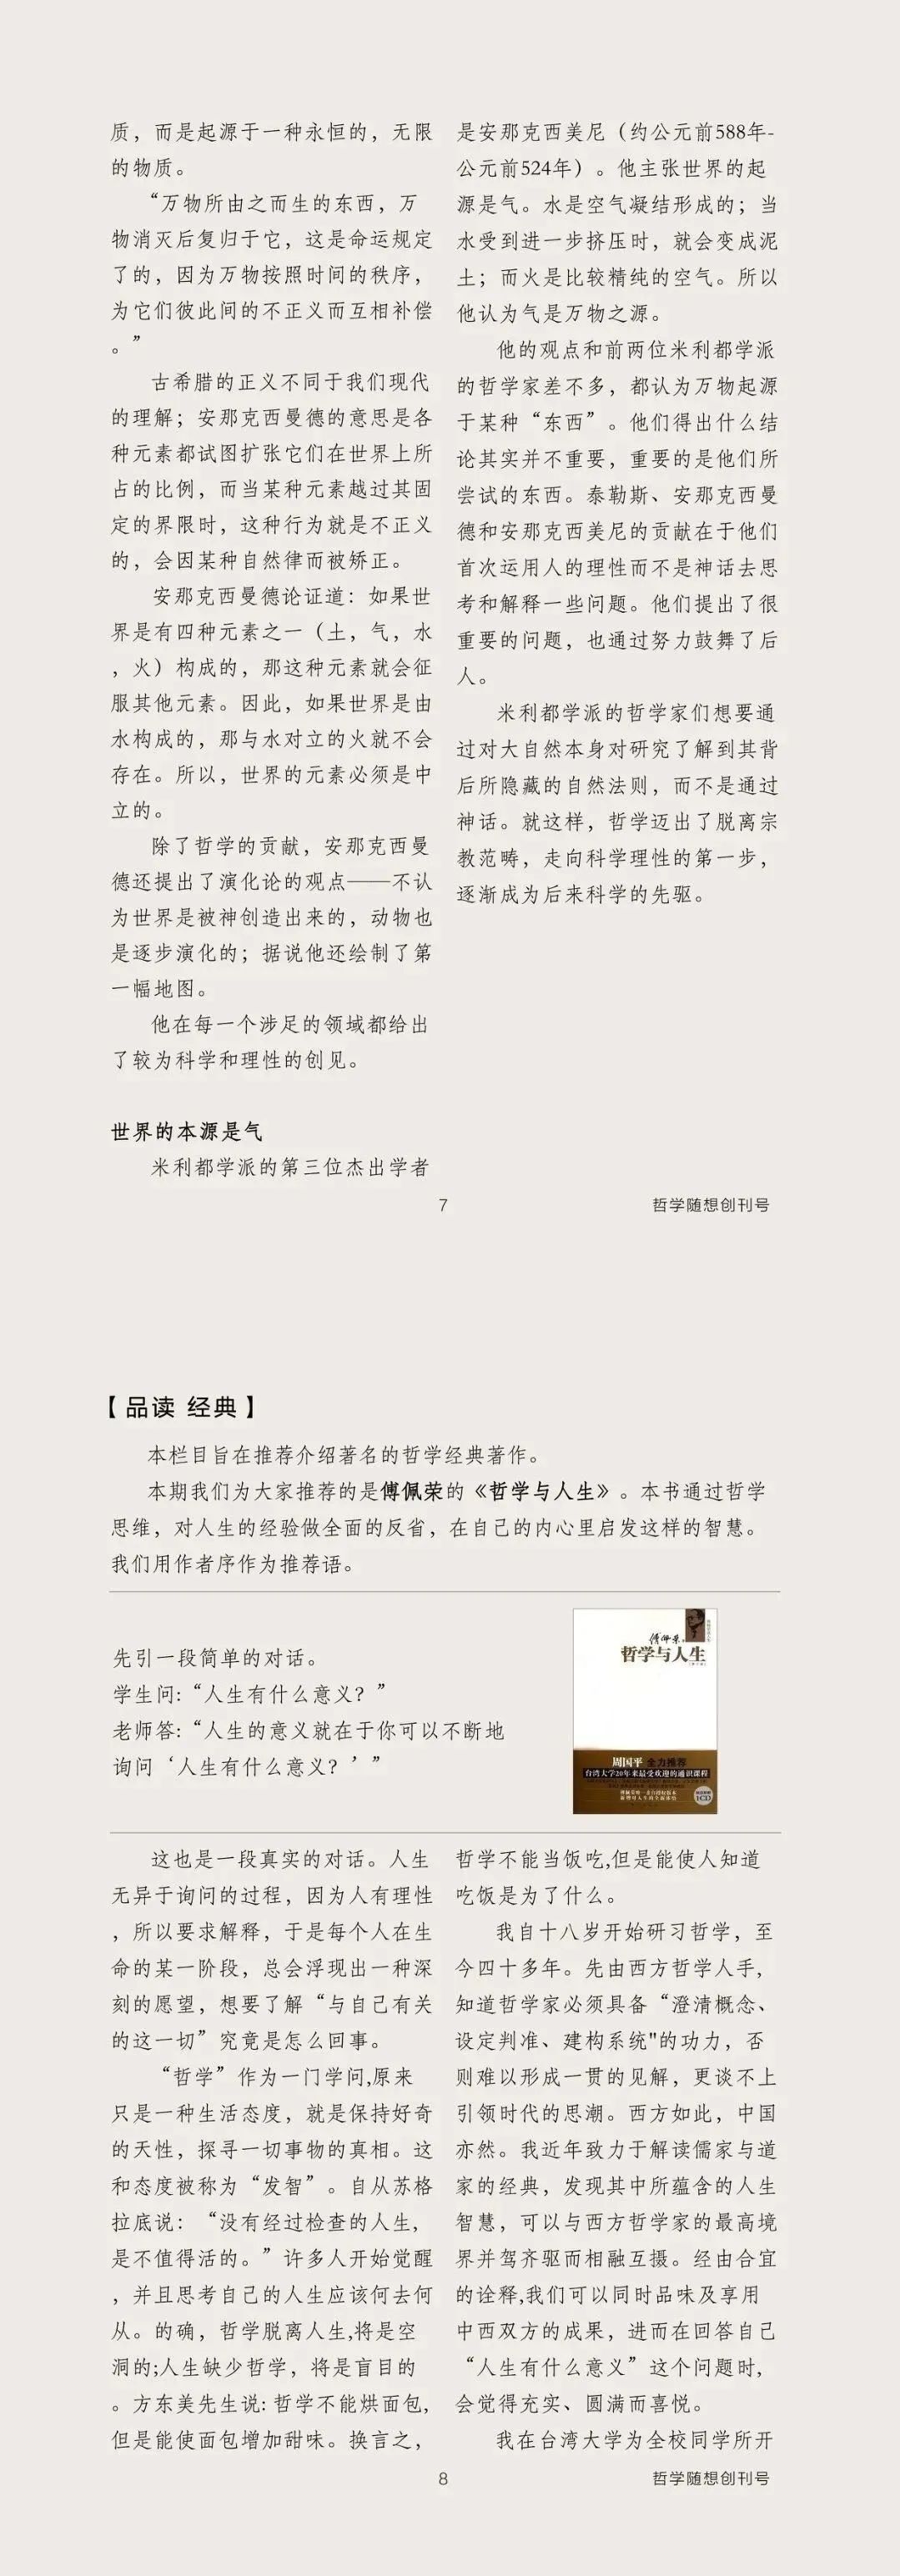 质，而是起源于一种永恒的，无限
的物质。
“万物所由之而生的东西，万
物消灭后复归于它，这是命运规定
了的，因为万物按照时间的秩序，
为它们彼此间的不正义而互相补偿
。”
古希腊的正义不同于我们现代
的理解；安那克西曼德的意思是各
种元素都试图扩张它们在世界上所
占的比例，而当某种元素越过其固
定的界限时，这种行为就是不正义
的，会因某种自然律而被矫正。
安那克西曼德论证道：如果世
界是有四种元素之一（土，气，水
，火）构成的，那这种元素就会征
服其他元素。因此，如果世界是由
水构成的，那与水对立的火就不会
存在。所以，世界的元素必须是中
立的。
除了哲学的贡献，安那克西曼
德还提出了演化论的观点——不认
为世界是被神创造出来的，动物也
是逐步演化的；据说他还绘制了第
一幅地图。
他在每一个涉足的领域都给出
了较为科学和理性的创见。
世界的本源是气
米利都学派的第三位杰出学者
是安那克西美尼（约公元前588年-
公元前524年）。他主张世界的起
源是气。水是空气凝结形成的；当
水受到进一步挤压时，就会变成泥
土；而火是比较精纯的空气。所以
他认为气是万物之源。
他的观点和前两位米利都学派
的哲学家差不多，都认为万物起源
于某种“东西”。他们得出什么结
论其实并不重要，重要的是他们所
尝试的东西。泰勒斯、安那克西曼
德和安那克西美尼的贡献在于他们
首次运用人的理性而不是神话去思
考和解释一些问题。他们提出了很
重要的问题，也通过努力鼓舞了后
人。
米利都学派的哲学家们想要通
过对大自然本身对研究了解到其背
后所隐藏的自然法则，而不是通过
神话。就这样，哲学迈出了脱离宗
教范畴，走向科学理性的第一步，
逐渐成为后来科学的先驱。
7
哲学随想创刊号
【品读 经典】
本栏目旨在推荐介绍著名的哲学经典著作。
本期我们为大家推荐的是傅佩荣的《哲学与人生》。本书通过哲学
思维，对人生的经验做全面的反省，在自己的内心里启发这样的智慧。
我们用作者序作为推荐语。
先引一段简单的对话。
学生问：“人生有什么意义？”
老师答：“人生的意义就在于你可以不断地
询问‘人生有什么意义？’”
傅佩荣
哲学与人生
周国平 全力推荐
台湾大学20年来最受欢迎的通识课程
1CD
这也是一段真实的对话。人生
无异于询问的过程，因为人有理性
，所以要求解释，于是每个人在生
命的某一阶段，总会浮现出一种深
刻的愿望，想要了解“与自己有关
的这一切”究竟是怎么回事。
“哲学”作为一门学问,原来
只是一种生活态度，就是保持好奇
的天性，探寻一切事物的真相。这
和态度被称为“发智”。自从苏格
拉底说：“没有经过检查的人生，
是不值得活的。”许多人开始觉醒
，并且思考自己的人生应该何去何
从。的确，哲学脱离人生,将是空
洞的;人生缺少哲学，将是盲目的
。方东美先生说：哲学不能烘面包，
但是能使面包增加甜味。换言之，
哲学不能当饭吃,但是能使人知道
吃饭是为了什么。
我自十八岁开始研习哲学，至
今四十多年。先由西方哲学人手，
知道哲学家必须具备“澄清概念、
设定判准、建构系统"的功力，否
则难以形成一贯的见解，更谈不上
引领时代的思潮。西方如此，中国
亦然。我近年致力于解读儒家与道
家的经典，发现其中所蕴含的人生
智慧，可以与西方哲学家的最高境
界并驾齐驱而相融互摄。经由合宜
的诠释,我们可以同时品味及享用
中西双方的成果，进而在回答自己
“人生有什么意义”这个问题时，
会觉得充实、圆满而喜悦。
我在台湾大学为全校同学所开
8
哲学随想创刊号